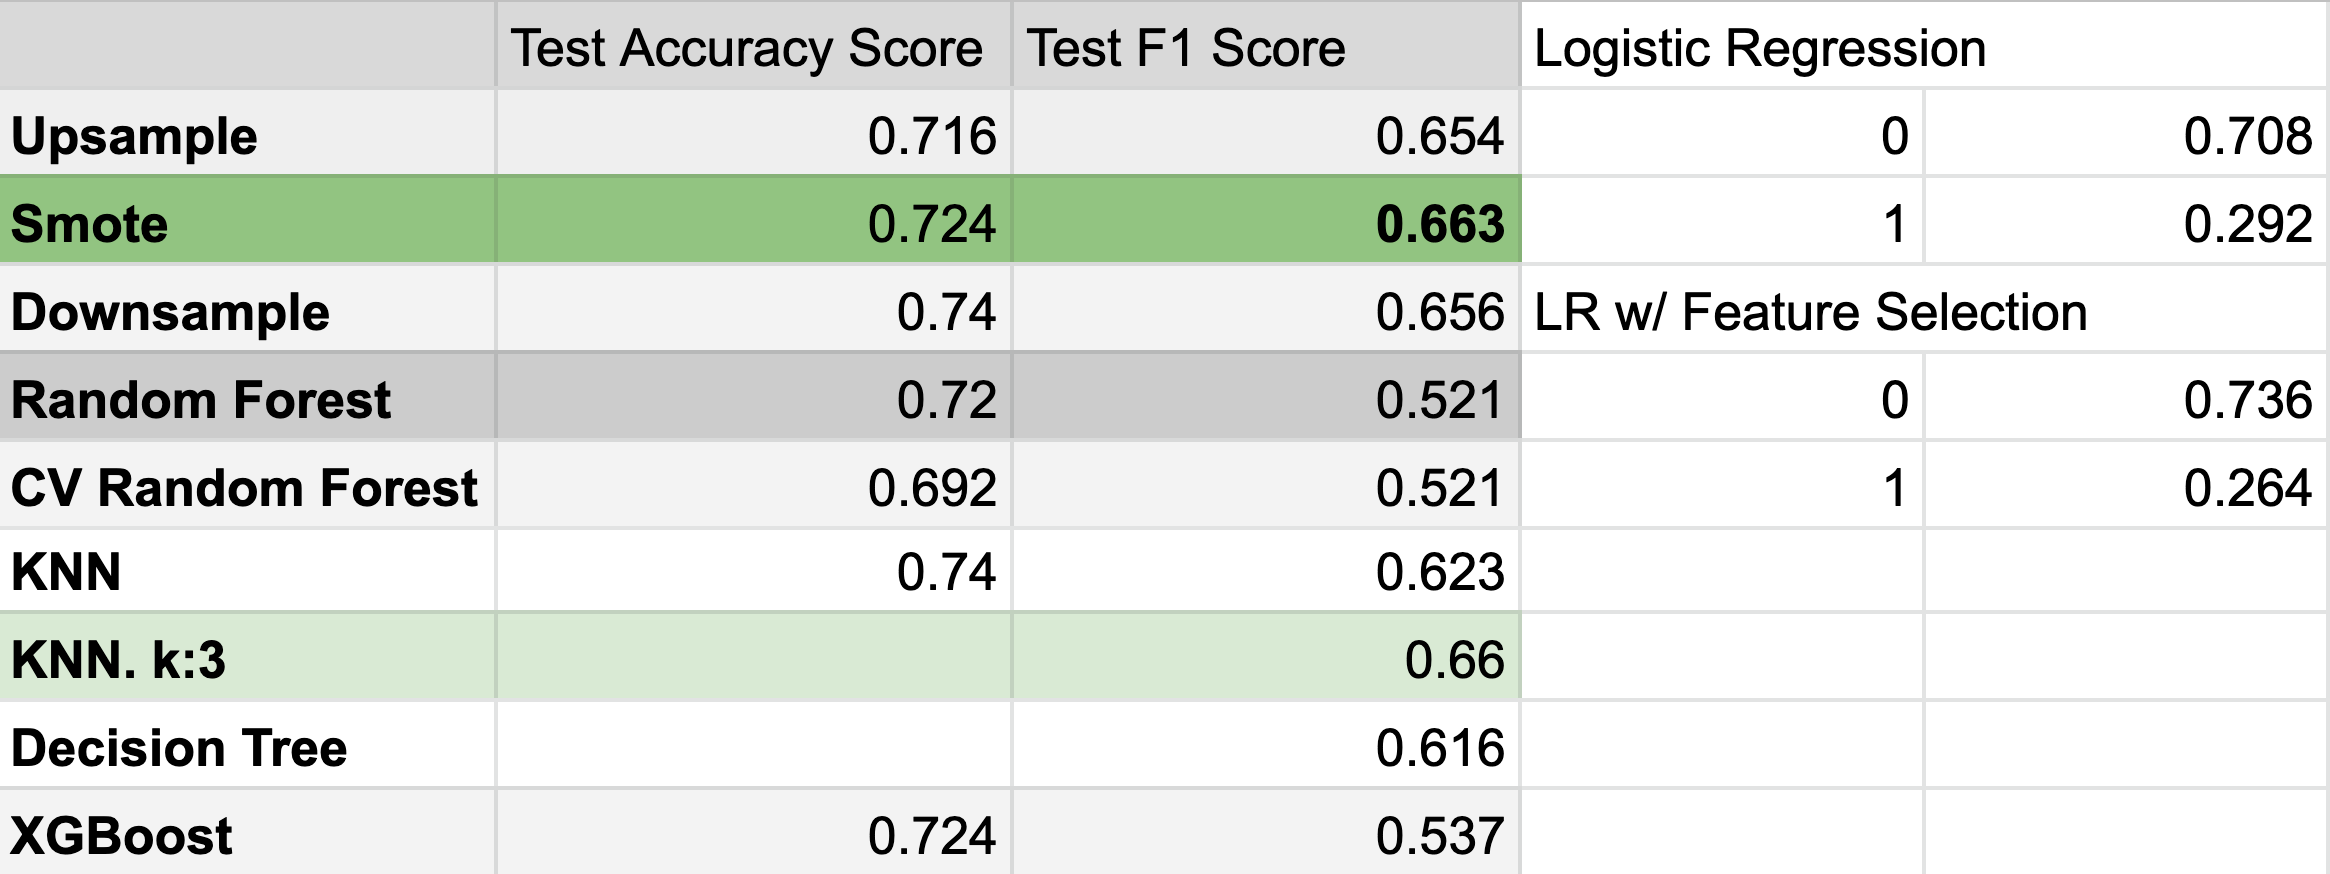 Test Accuracy Score Test F1 Score Logistic Regression
Upsample 0.716 0.654 0 0.708
Smote 0.724 0.663 1 0.292
Downsample 0.74 0.656 LR w/ Feature Selection
Random Forest 0.72 0.521 0 0.736
CV Random Forest 0.692 0.521 1 0.264
KNN 0.74 0.623
KNN. k:3 0.66
Decision Tree 0.616
XGBoost 0.724 0.537